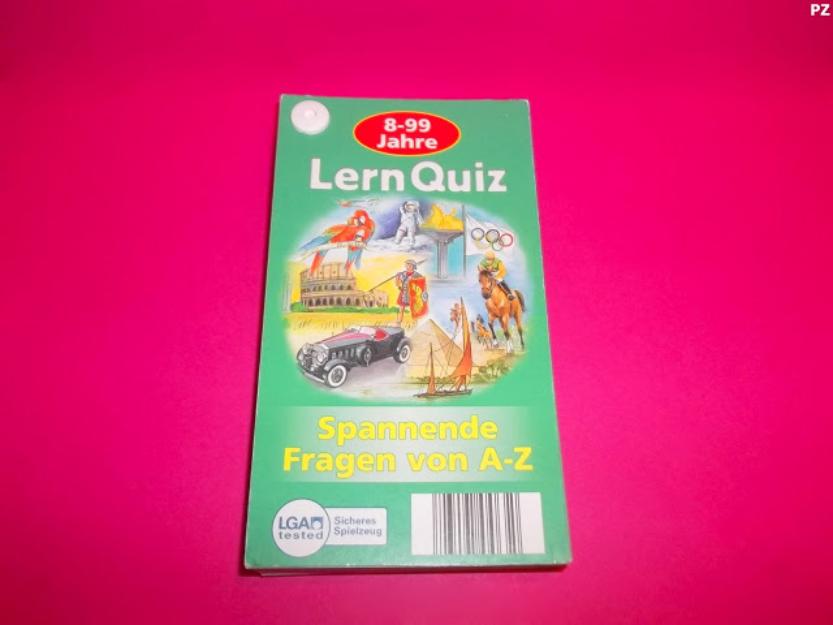 PZ
8-99
Jahre
LernQuiz
Spannende
Fragen von A-Z
LGA
tested
Sicheres
Spielzeug